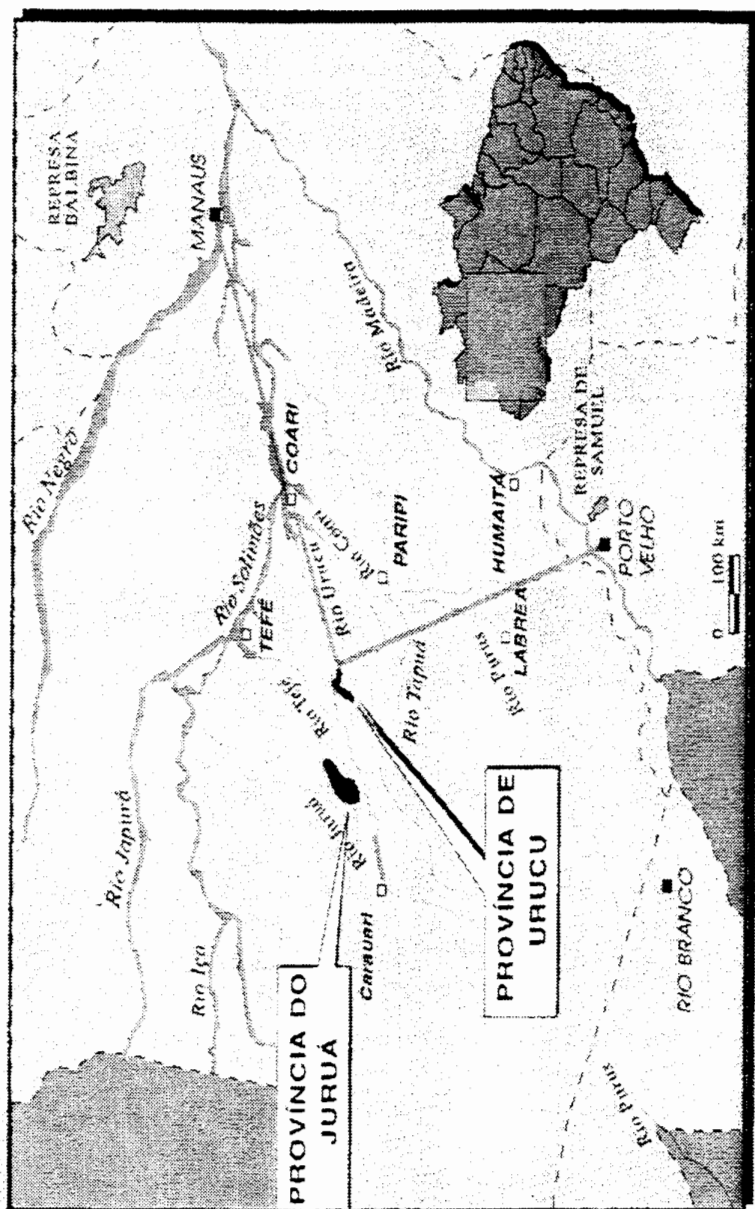 Rio Negro
REPRESA
BALBINA
Rio Japurá
MANAUS
Rio Içá
Rio Solimões
TEFÉ
COARI
Rio Urucu
Rio Coari
Rio Tefé
Rio Juruá
PROVÍNCIA DO
JURUÁ
Carauari
PARIPI
Rio Madeira
Rio Tapuá
PROVÍNCIA DE
URUCU
Rio Purus
LABREA
HUMAITÁ
REPRESA DE
SAMUEL
PORTO
VELHO
RIO BRANCO
Rio Purus
0 100 km